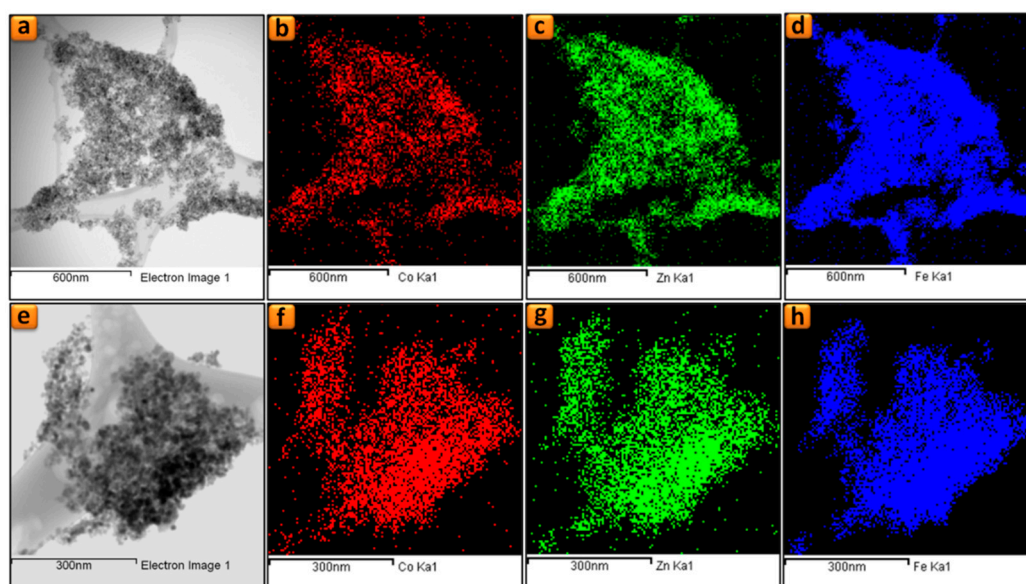 a
b
c
d
600nm Electron Image 1
600nm Co Ka1
600nm Zn Ka1
600nm Fe Ka1
e
f
g
h
300nm Electron Image 1
300nm Co Ka1
300nm Zn Ka1
300nm Fe Ka1